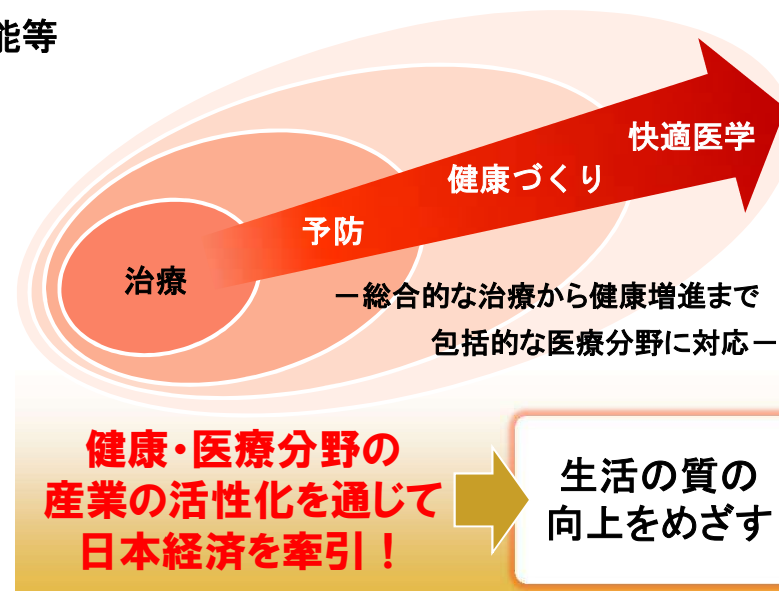 能等
快適医学
健康づくり
予防
治療
－総合的な治療から健康増進まで
包括的な医療分野に対応－
健康・医療分野の
産業の活性化を通じて
日本経済を牽引！
生活の質の
向上をめざす